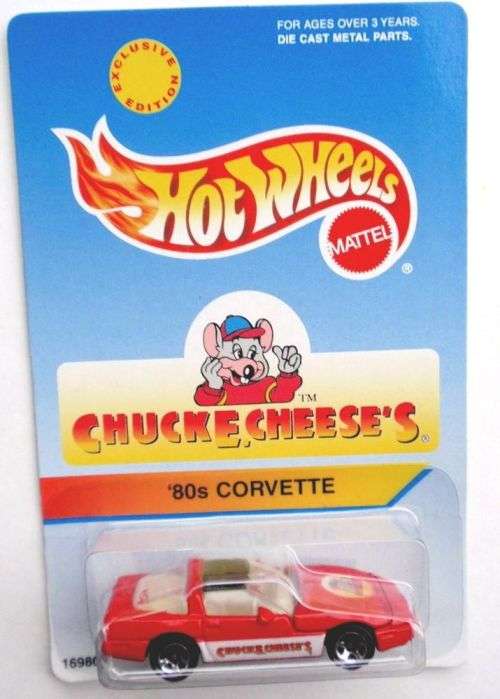 FOR AGES OVER 3 YEARS.
DIE CAST METAL PARTS.
EXCLUSIVE
EDITION
HOT WHEELS
MATTEL
®
TM
CHUCK E. CHEESE'S®
'80s CORVETTE
CHUCK E. CHEESE'S